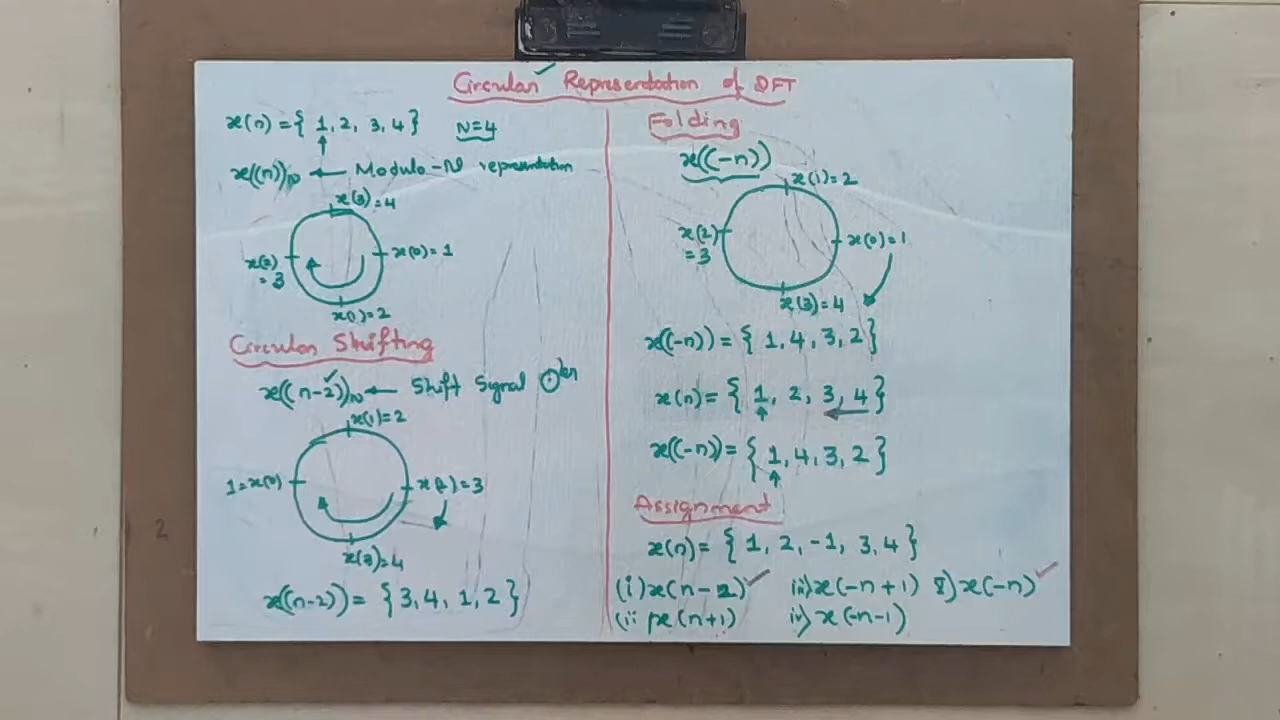 Circular Representation of DFT
x(n) = { 1, 2, 3, 4 } N=4
↑
x((n))N ← Modulo-N representation
x(3) = 4
x(2) = 3
x(0) = 1
x(1) = 2
Circular Shifting
x((n-2))N ← Shift Signal
x(1) = 2
1 = x(0)
x(2) = 3
x(3) = 4
x((n-2)) = { 3, 4, 1, 2 }
Folding
x((-n))
x(1) = 2
x(2) = 3
x(0) = 1
x(3) = 4
x((-n)) = { 1, 4, 3, 2 }
x(n) = { 1, 2, 3, 4 }
↑
x((-n)) = { 1, 4, 3, 2 }
↑
Assignment
x(n) = { 1, 2, -1, 3, 4 }
(i) x(n-2) iii) x(-n+1) x(-n)
(ii x(n+1) iv) x(-n-1)
2